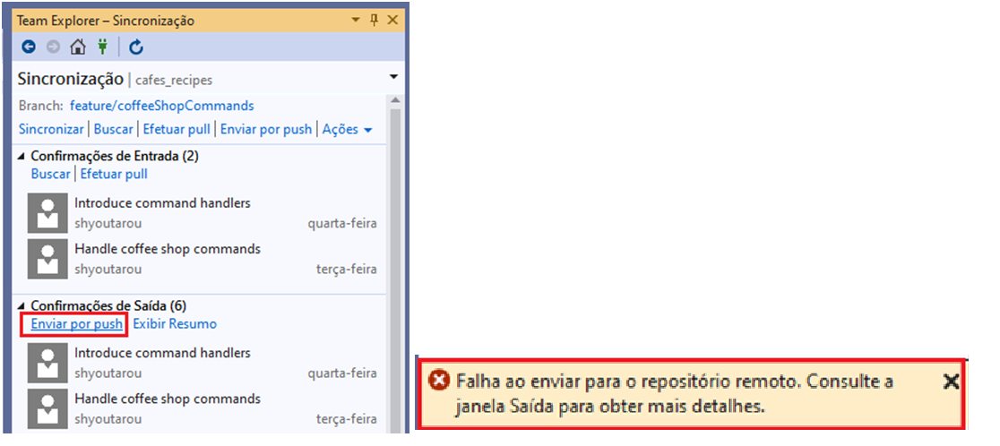 Team Explorer – Sincronização
Sincronização | cafes_recipes
Branch: feature/coffeeShopCommands
Sincronizar | Buscar | Efetuar pull | Enviar por push | Ações
Confirmações de Entrada (2)
Buscar | Efetuar pull
Introduce command handlers
shyoutarou quarta-feira
Handle coffee shop commands
shyoutarou terça-feira
Confirmações de Saída (6)
Enviar por push Exibir Resumo
Introduce command handlers
shyoutarou quarta-feira
Handle coffee shop commands
shyoutarou terça-feira
Falha ao enviar para o repositório remoto. Consulte a
janela Saída para obter mais detalhes.